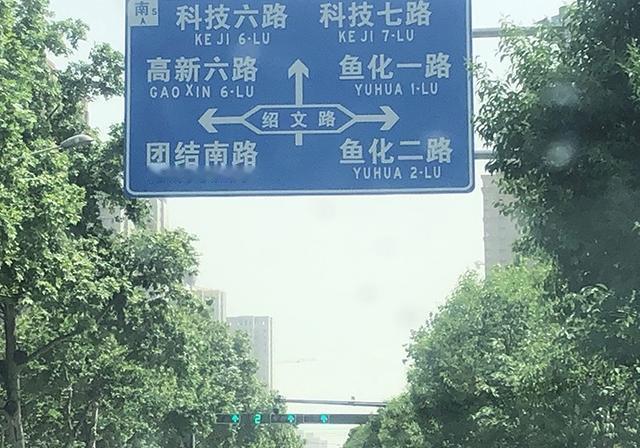 南 S
科技六路 科技七路
KEJI 6-LU KEJI 7-LU
高新六路 鱼化一路
GAOXIN 6-LU YUHUA 1-LU
绍文路
团结南路 鱼化二路
YUHUA 2-LU
2